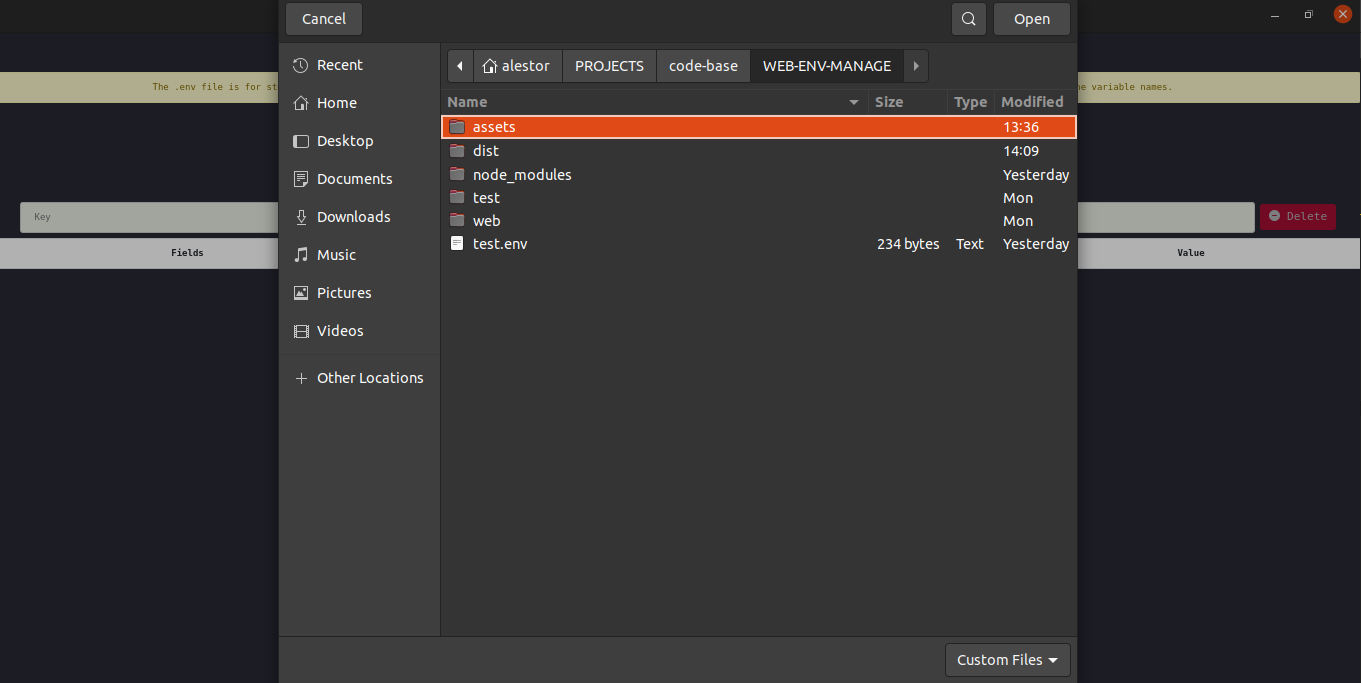 Cancel
Open
Recent
Home
Desktop
Documents
Downloads
Music
Pictures
Videos
Other Locations
alestor PROJECTS code-base WEB-ENV-MANAGE
Name Size Type Modified
assets 13:36
dist 14:09
node_modules Yesterday
test Mon
web Mon
test.env 234 bytes Text Yesterday
Custom Files
The .env file is for st
e variable names.
Key
Delete
Fields
Value